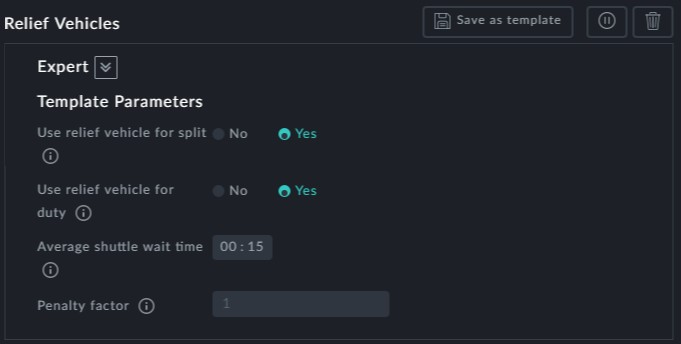 Relief Vehicles
Save as template
Expert
Template Parameters
Use relief vehicle for split No Yes
Use relief vehicle for No Yes
duty
Average shuttle wait time 00 : 15
Penalty factor 1